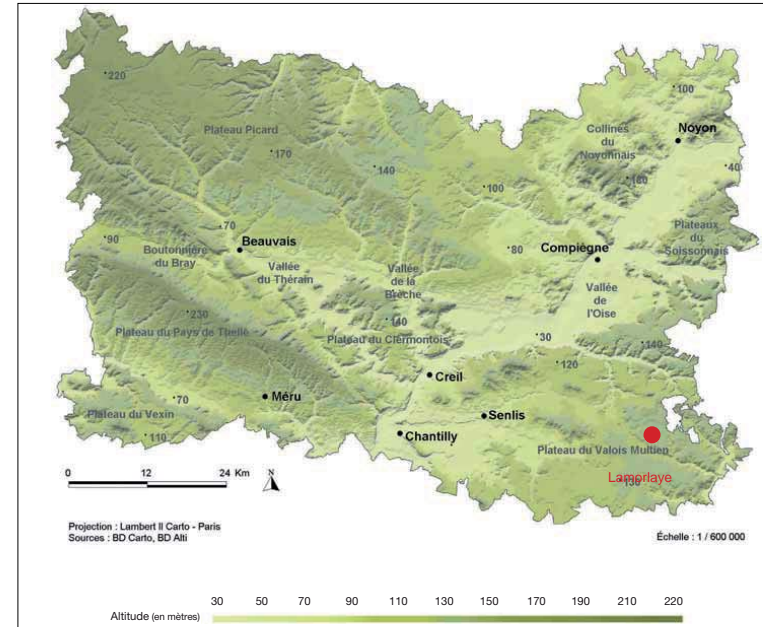 220
100
Noyon
Plateau Picard
Collines
du
Noyonnais
170
140
40
180
100
70
Plateaux
du
Soissonnais
90
Beauvais
80
Compiègne
Boutonnière
du Bray
Vallée
du Thérain
Vallée
de la
Brèche
Vallée
de
l'Oise
230
140
Plateau du Pays de Thelle
Plateau du Clermontois
30
140
120
Creil
70
Méru
Senlis
Plateau du Vexin
110
Chantilly
Plateau du Valois Multien
Lamorlaye
130
0 12 24 Km
N
Projection : Lambert II Carto - Paris
Sources : BD Carto, BD Alti
Échelle : 1 / 600 000
30 50 70 90 110 130 150 170 190 210 220
Altitude (en mètres)